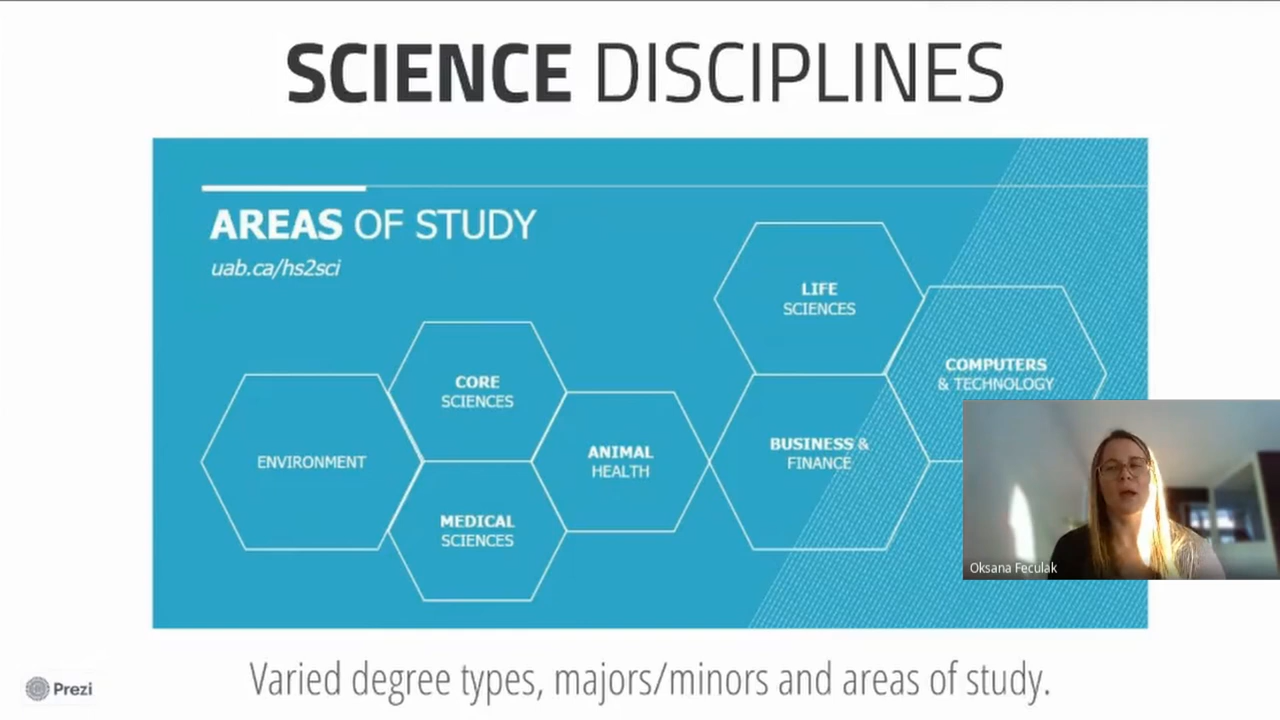 SCIENCE DISCIPLINES
AREAS OF STUDY
uab.ca/hs2sci
LIFE
SCIENCES
COMPUTERS
& TECHNOLOGY
CORE
SCIENCES
ENVIRONMENT
ANIMAL
HEALTH
BUSINESS &
FINANCE
MEDICAL
SCIENCES
Oksana Feculak
Varied degree types, majors/minors and areas of study.
Prezi